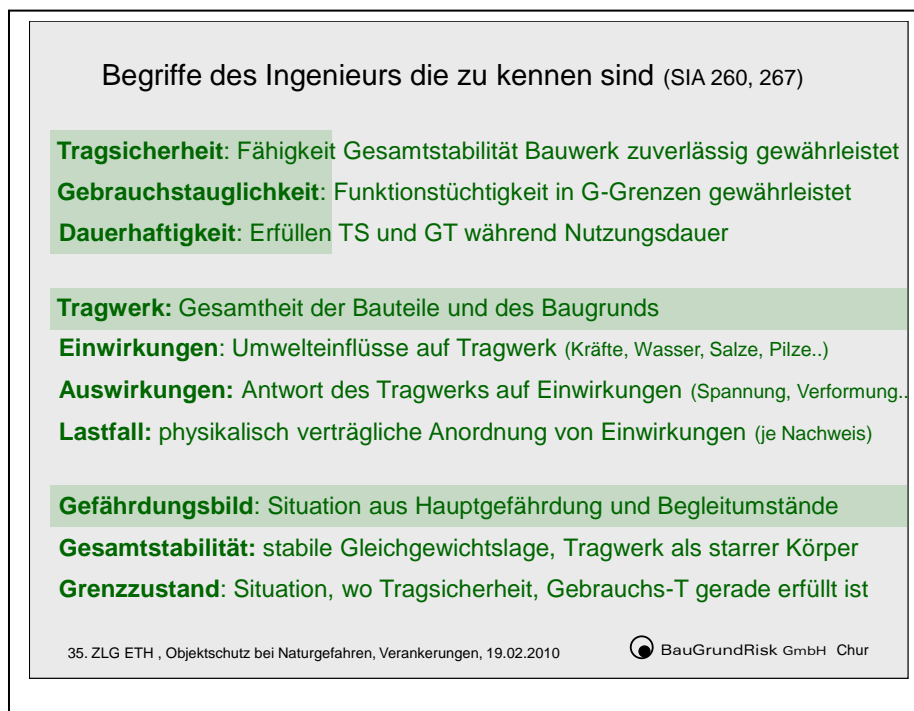 Begriffe des Ingenieurs die zu kennen sind (SIA 260, 267)
Tragsicherheit: Fähigkeit Gesamtstabilität Bauwerk zuverlässig gewährleistet
Gebrauchstauglichkeit: Funktionstüchtigkeit in G-Grenzen gewährleistet
Dauerhaftigkeit: Erfüllen TS und GT während Nutzungsdauer
Tragwerk: Gesamtheit der Bauteile und des Baugrunds
Einwirkungen: Umwelteinflüsse auf Tragwerk (Kräfte, Wasser, Salze, Pilze..)
Auswirkungen: Antwort des Tragwerks auf Einwirkungen (Spannung, Verformung..
Lastfall: physikalisch verträgliche Anordnung von Einwirkungen (je Nachweis)
Gefährdungsbild: Situation aus Hauptgefährdung und Begleitumstände
Gesamtstabilität: stabile Gleichgewichtslage, Tragwerk als starrer Körper
Grenzzustand: Situation, wo Tragsicherheit, Gebrauchs-T gerade erfüllt ist
35. ZLG ETH , Objektschutz bei Naturgefahren, Verankerungen, 19.02.2010 BauGrundRisk GmbH Chur